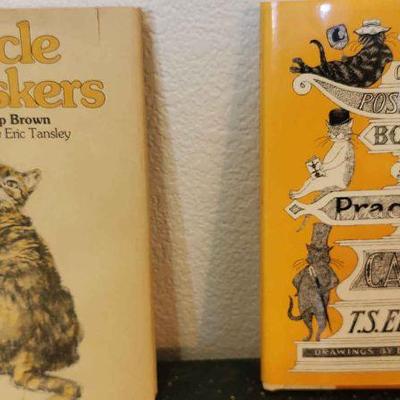 cle
skers
p Brown
Eric Tansley
POS
BO
Prac
CA
T.S. E
DRAWINGS BY